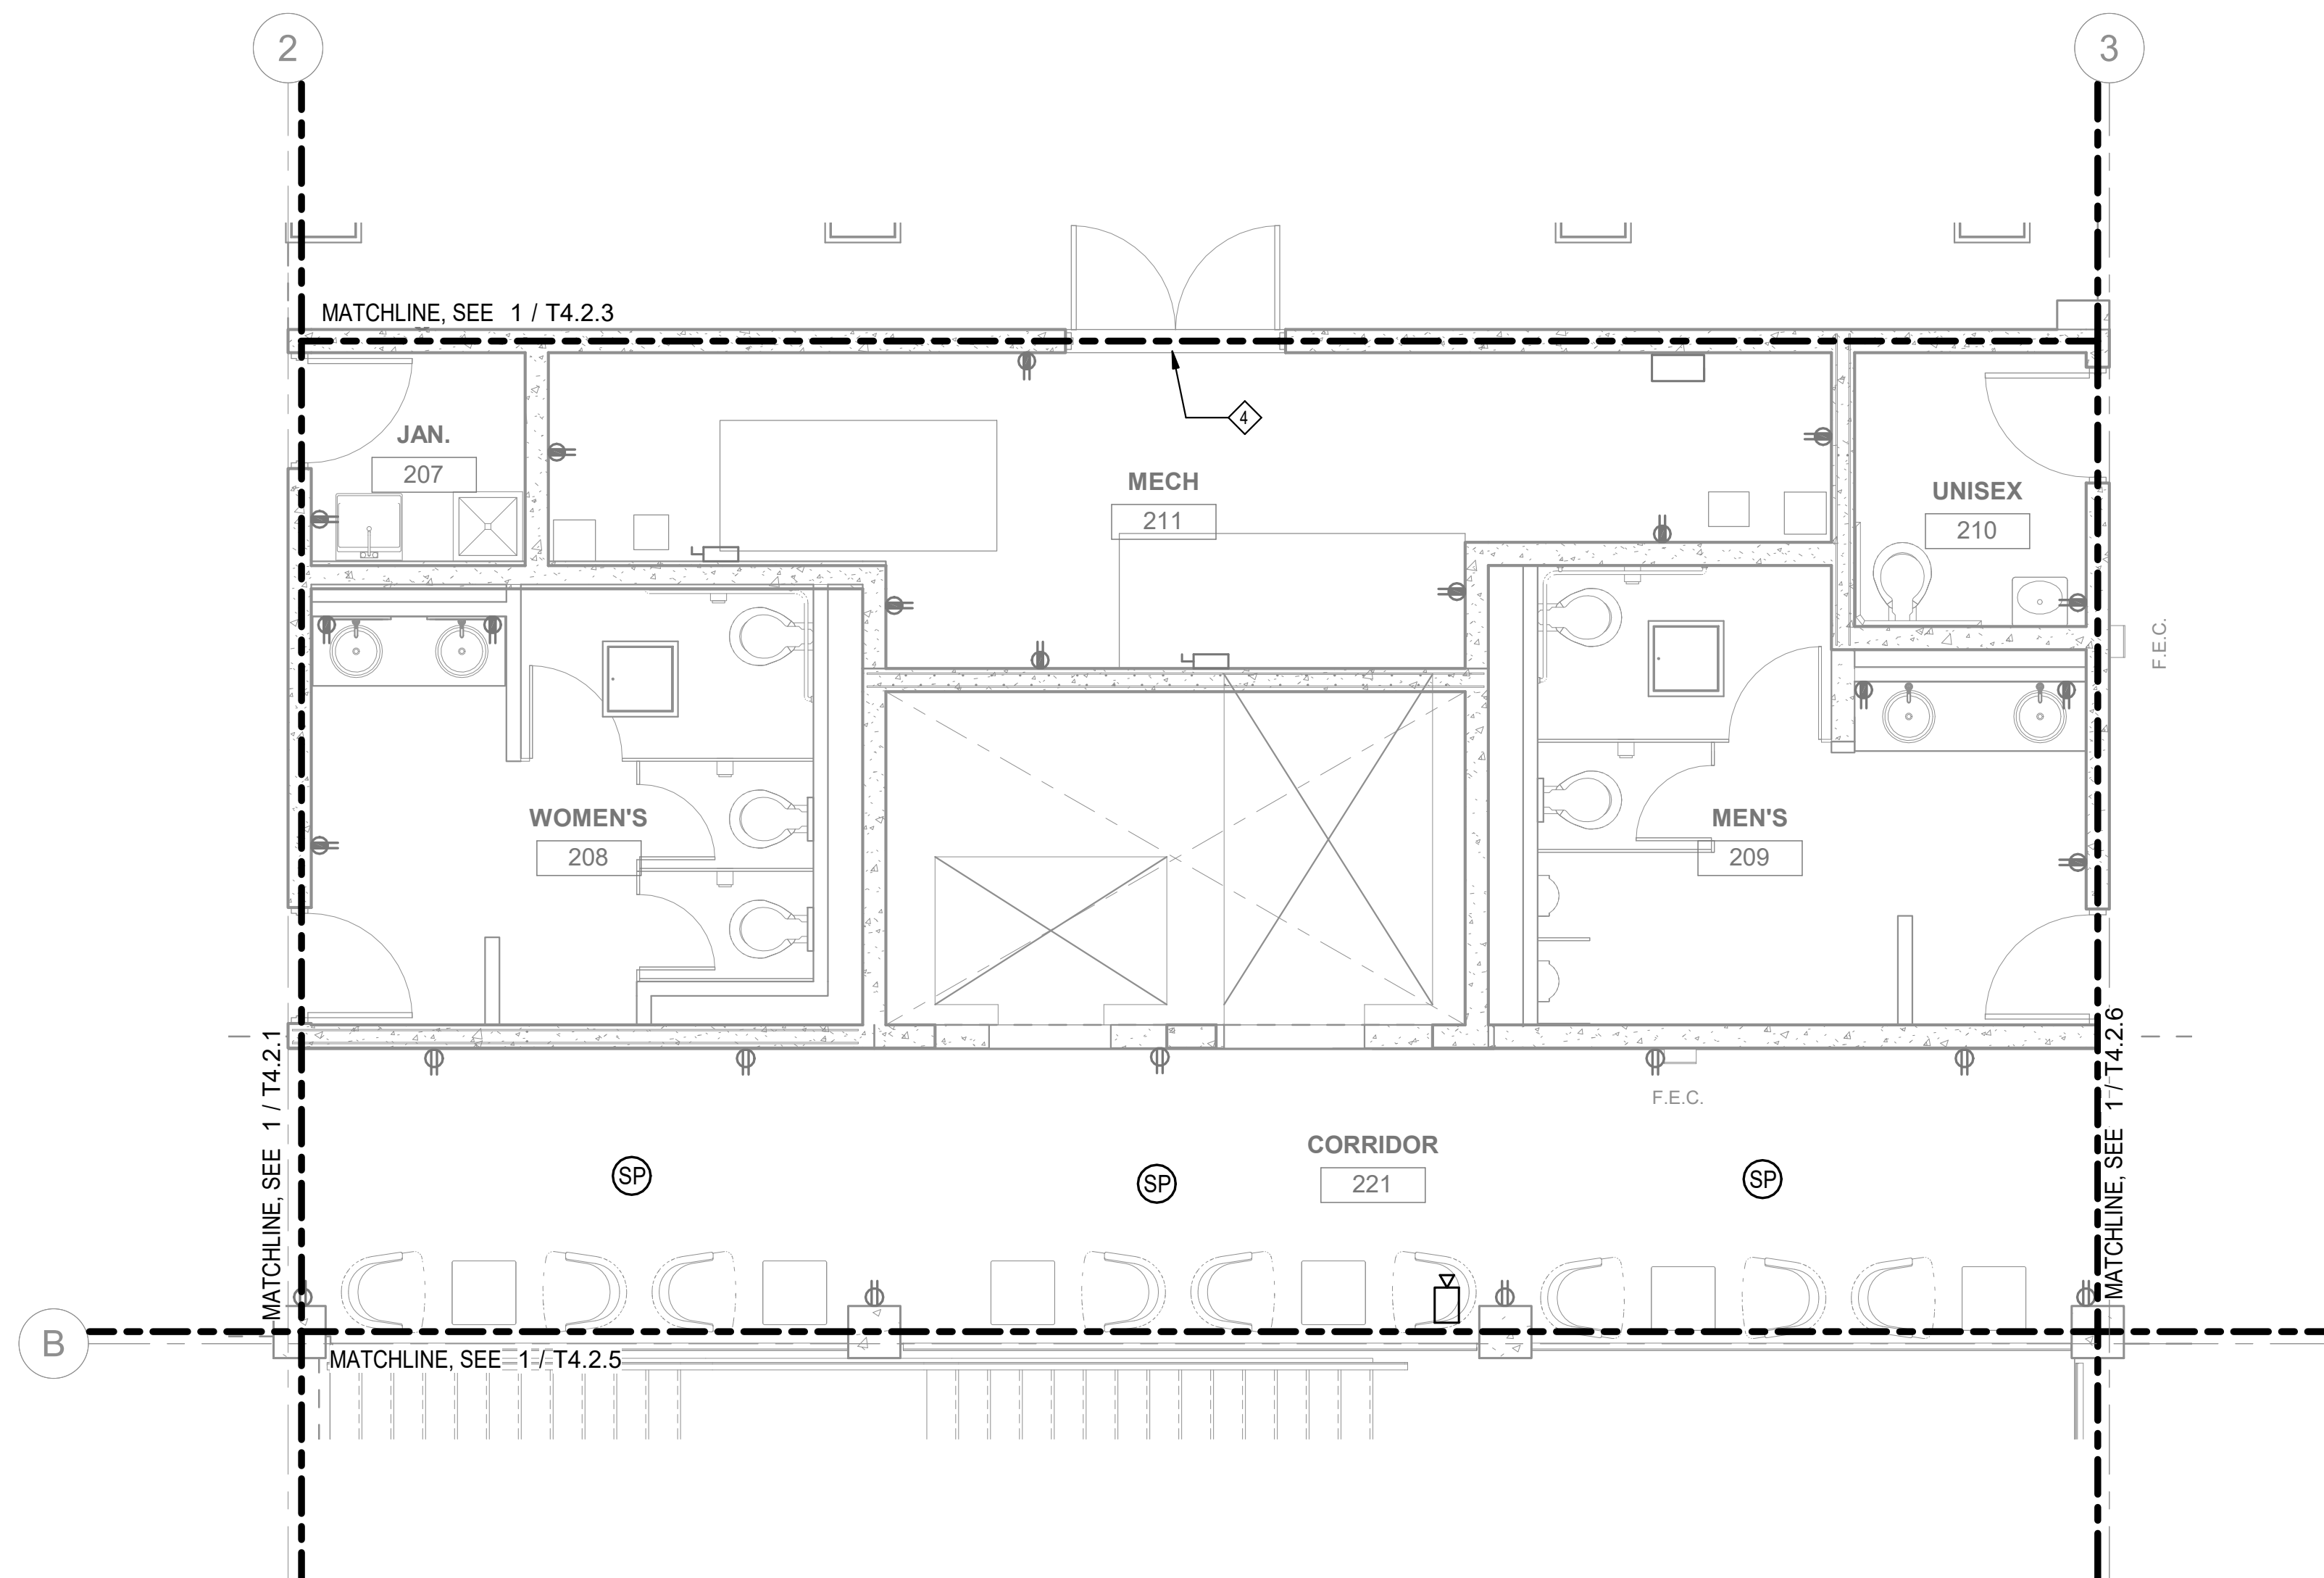 2
3
MATCHLINE, SEE 1 / T4.2.3
4
JAN.
207
MECH
211
UNISEX
210
F.E.C.
WOMEN'S
208
MEN'S
209
MATCHLINE, SEE 1 / T4.2.1
MATCHLINE, SEE 1 / T4.2.6
F.E.C.
CORRIDOR
221
SP
SP
SP
B
MATCHLINE, SEE 1 / T4.2.5